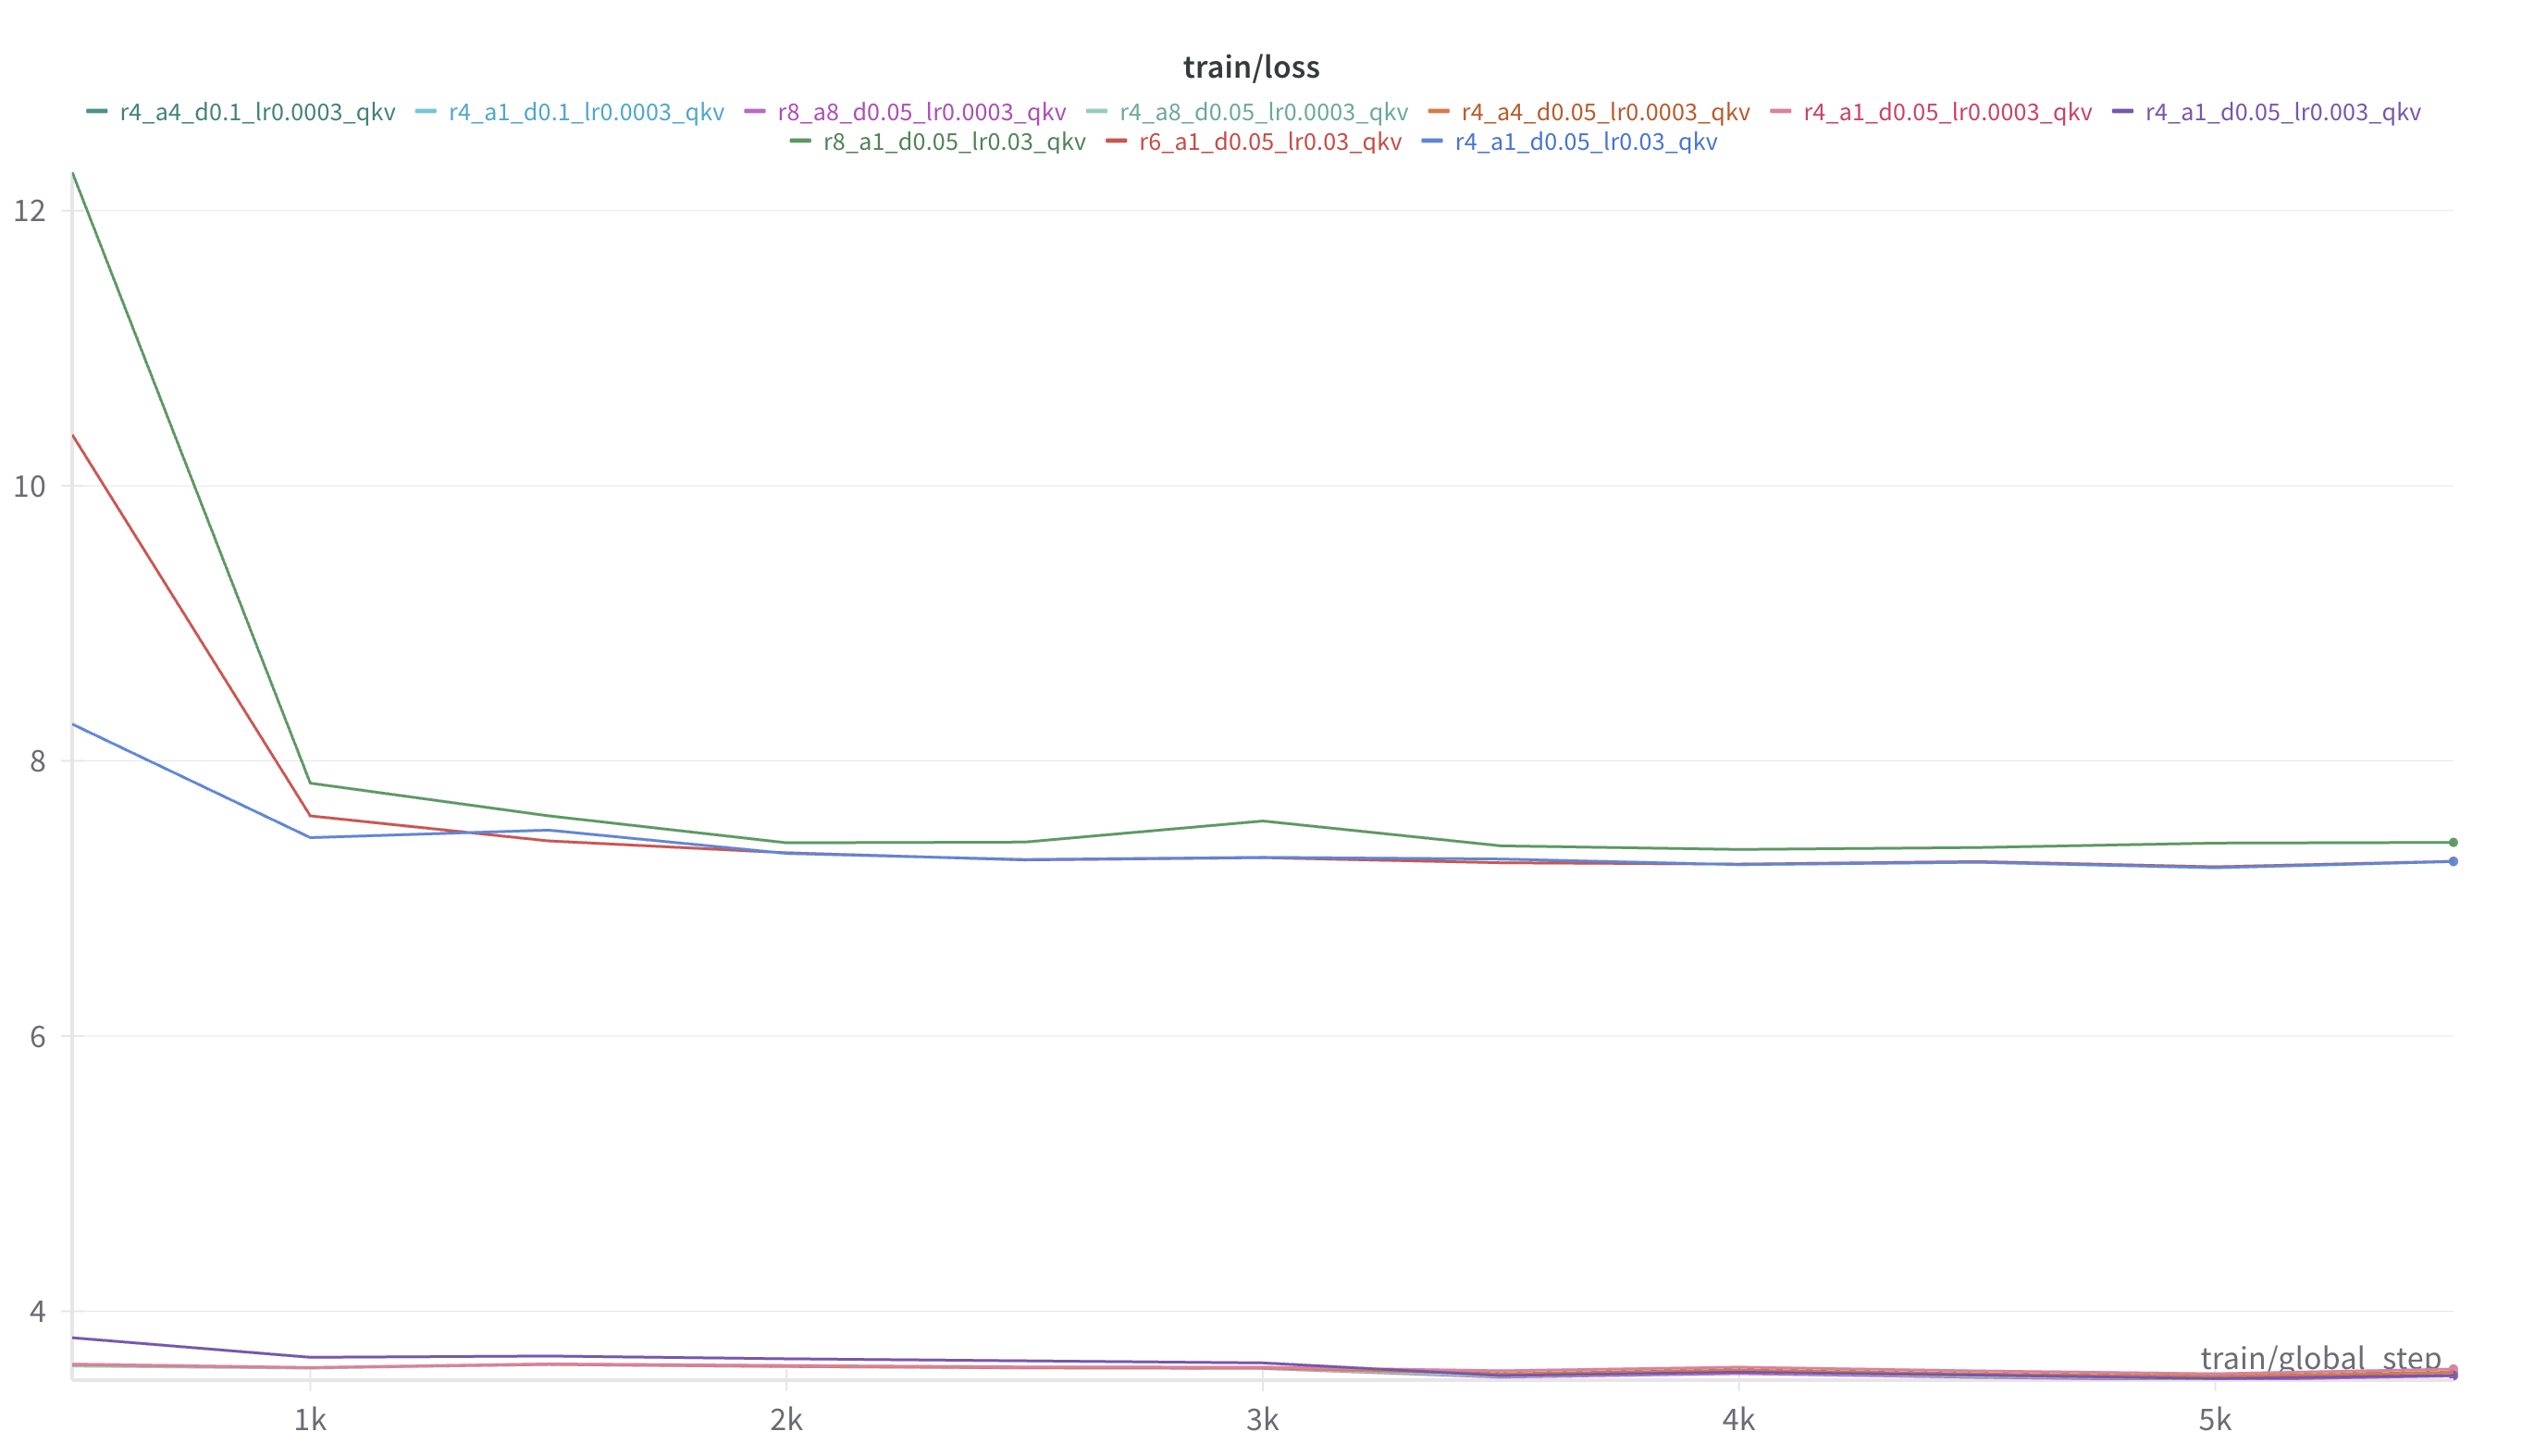 train/loss
r4_a4_d0.1_lr0.0003_qkv r4_a1_d0.1_lr0.0003_qkv r8_a8_d0.05_lr0.0003_qkv r4_a8_d0.05_lr0.0003_qkv r4_a4_d0.05_lr0.0003_qkv r4_a1_d0.05_lr0.0003_qkv r4_a1_d0.05_lr0.003_qkv
r8_a1_d0.05_lr0.03_qkv r6_a1_d0.05_lr0.03_qkv r4_a1_d0.05_lr0.03_qkv
12
10
8
6
4
train/global_step
1k 2k 3k 4k 5k